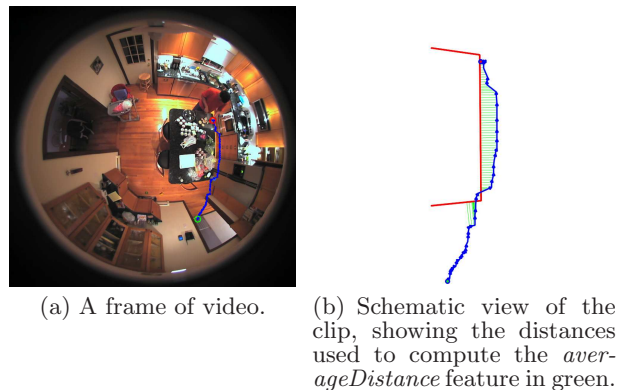 (a) A frame of video.
(b) Schematic view of the
clip, showing the distances
used to compute the aver-
ageDistance feature in green.